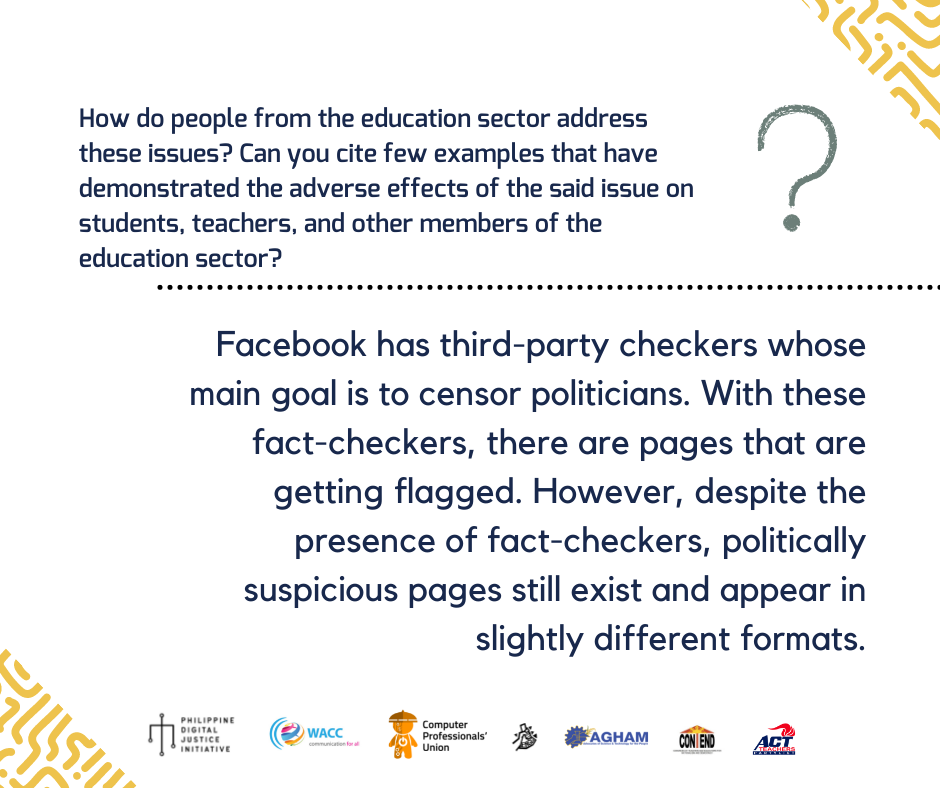 How do people from the education sector address
these issues? Can you cite few examples that have
demonstrated the adverse effects of the said issue on
students, teachers, and other members of the
education sector?
?
Facebook has third-party checkers whose
main goal is to censor politicians. With these
fact-checkers, there are pages that are
getting flagged. However, despite the
presence of fact-checkers, politically
suspicious pages still exist and appear in
slightly different formats.
PHILIPPINE
DIGITAL
JUSTICE
INITIATIVE
WACC
communication for all
Computer
Professionals'
Union
AGHAM
CONTEND
ACT
TEACHERS